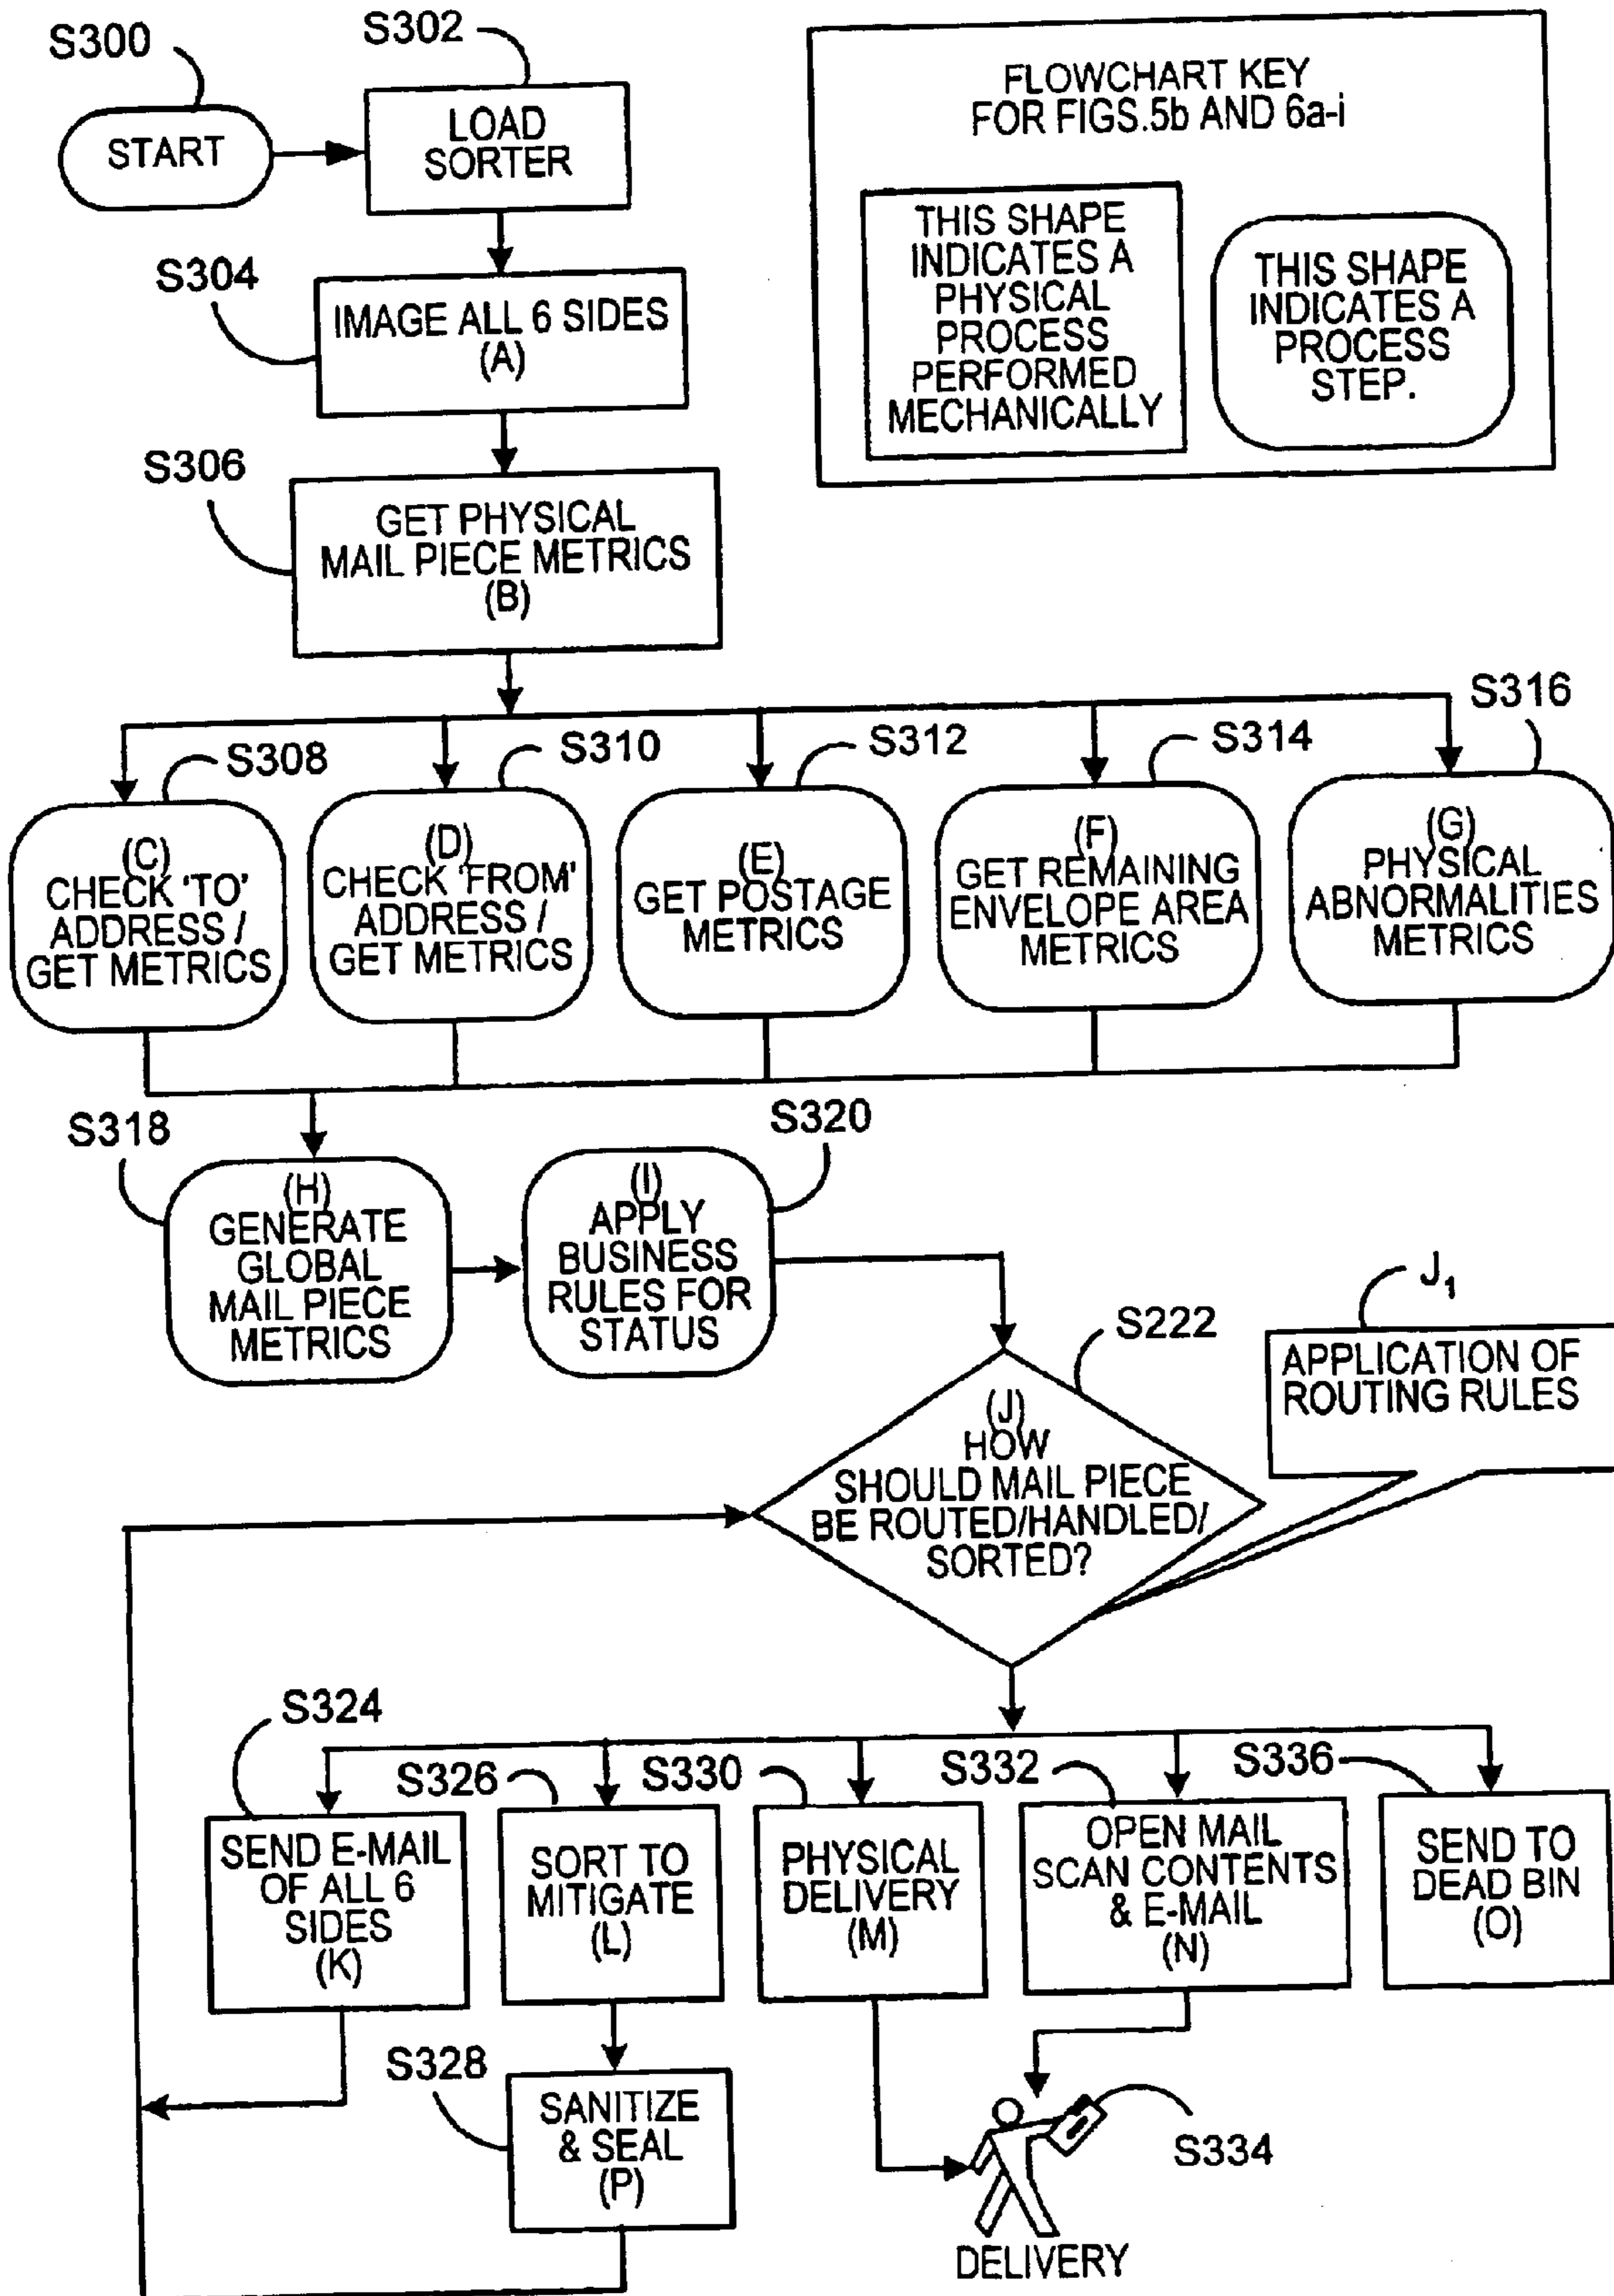 S300
START
S302
LOAD
SORTER
FLOWCHART KEY
FOR FIGS.5b AND 6a-i
THIS SHAPE
INDICATES A
PHYSICAL
PROCESS
PERFORMED
MECHANICALLY
THIS SHAPE
INDICATES A
PROCESS
STEP.
S304
IMAGE ALL 6 SIDES
(A)
S306
GET PHYSICAL
MAIL PIECE METRICS
(B)
S308
(C)
CHECK 'TO'
ADDRESS /
GET METRICS
S310
(D)
CHECK 'FROM'
ADDRESS /
GET METRICS
S312
(E)
GET POSTAGE
METRICS
S314
(F)
GET REMAINING
ENVELOPE AREA
METRICS
S316
(G)
PHYSICAL
ABNORMALITIES
METRICS
S318
(H)
GENERATE
GLOBAL
MAIL PIECE
METRICS
S320
(I)
APPLY
BUSINESS
RULES FOR
STATUS
S222
(J)
HOW
SHOULD MAIL PIECE
BE ROUTED/HANDLED/
SORTED?
J1
APPLICATION OF
ROUTING RULES
S324
SEND E-MAIL
OF ALL 6
SIDES
(K)
S326
SORT TO
MITIGATE
(L)
S330
PHYSICAL
DELIVERY
(M)
S332
OPEN MAIL
SCAN CONTENTS
& E-MAIL
(N)
S336
SEND TO
DEAD BIN
(O)
S328
SANITIZE
& SEAL
(P)
S334
DELIVERY